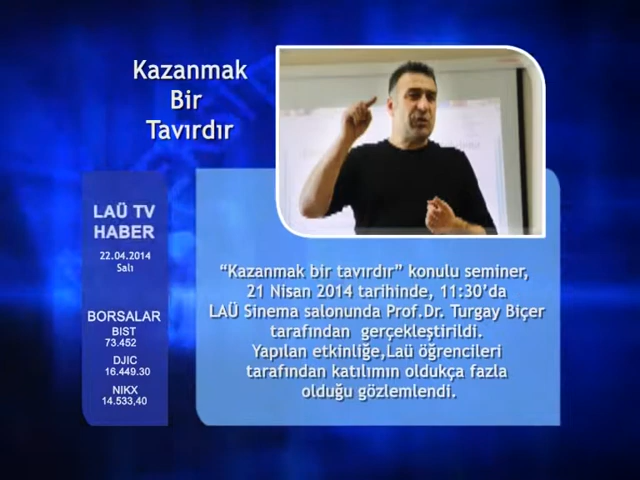 Kazanmak
Bir
Tavırdır
LAÜ TV
HABER
22.04.2014
Salı
BORSALAR
BIST
73.452
DJIC
16.449.30
NIKX
14.533,40
“Kazanmak bir tavırdır” konulu seminer,
21 Nisan 2014 tarihinde, 11:30’da
LAÜ Sinema salonunda Prof.Dr. Turgay Biçer
tarafından gerçekleştirildi.
Yapılan etkinliğe,Laü öğrencileri
tarafından katılımın oldukça fazla
olduğu gözlemlendi.